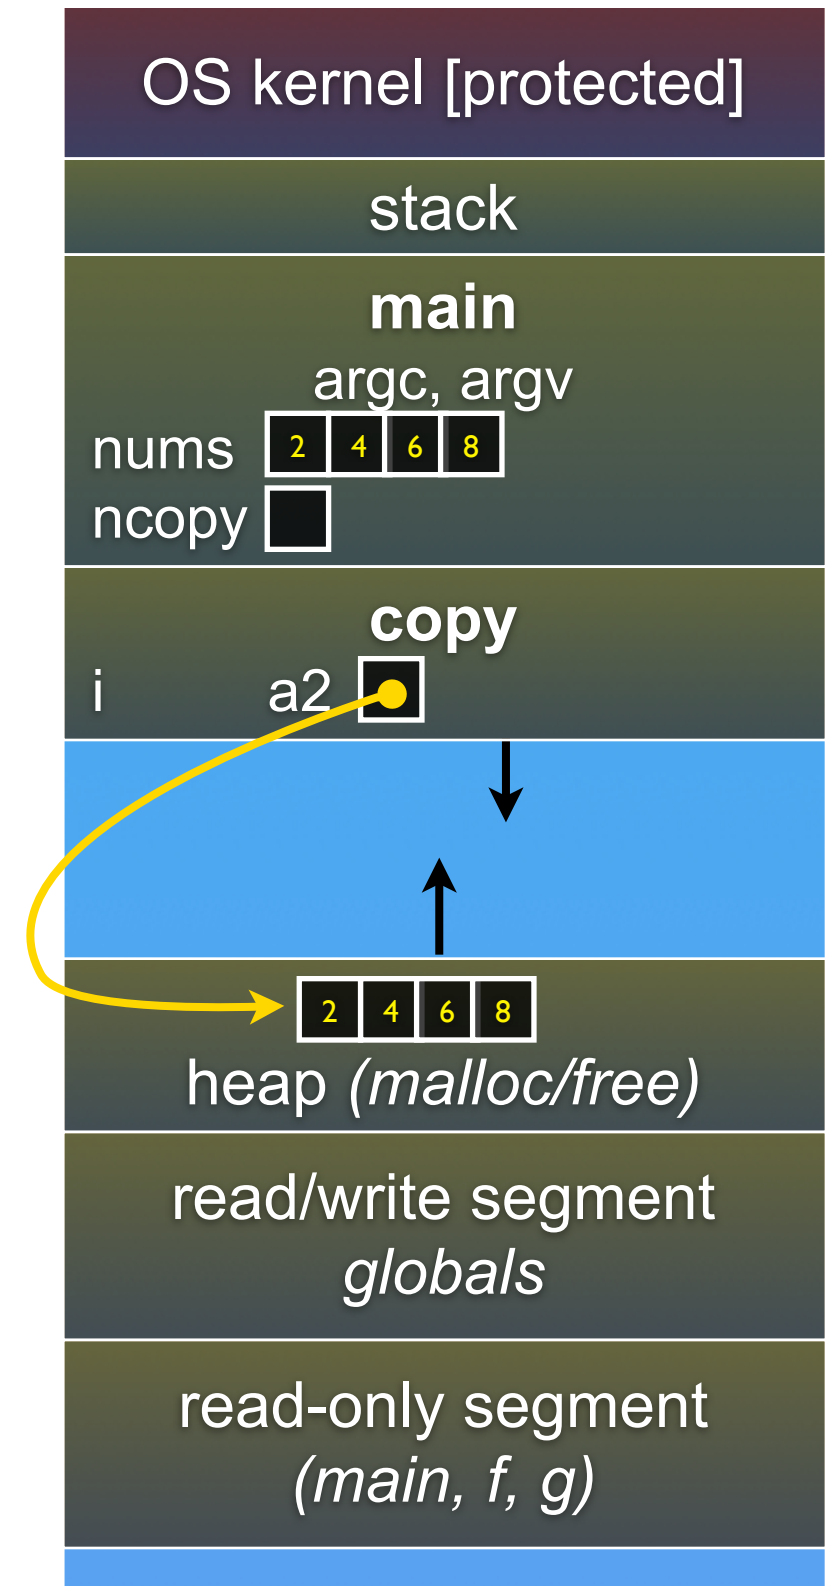 OS kernel [protected]
stack
main
argc, argv
nums 2 4 6 8
ncopy
copy
i a2
2 4 6 8
heap (malloc/free)
read/write segment
globals
read-only segment
(main, f, g)